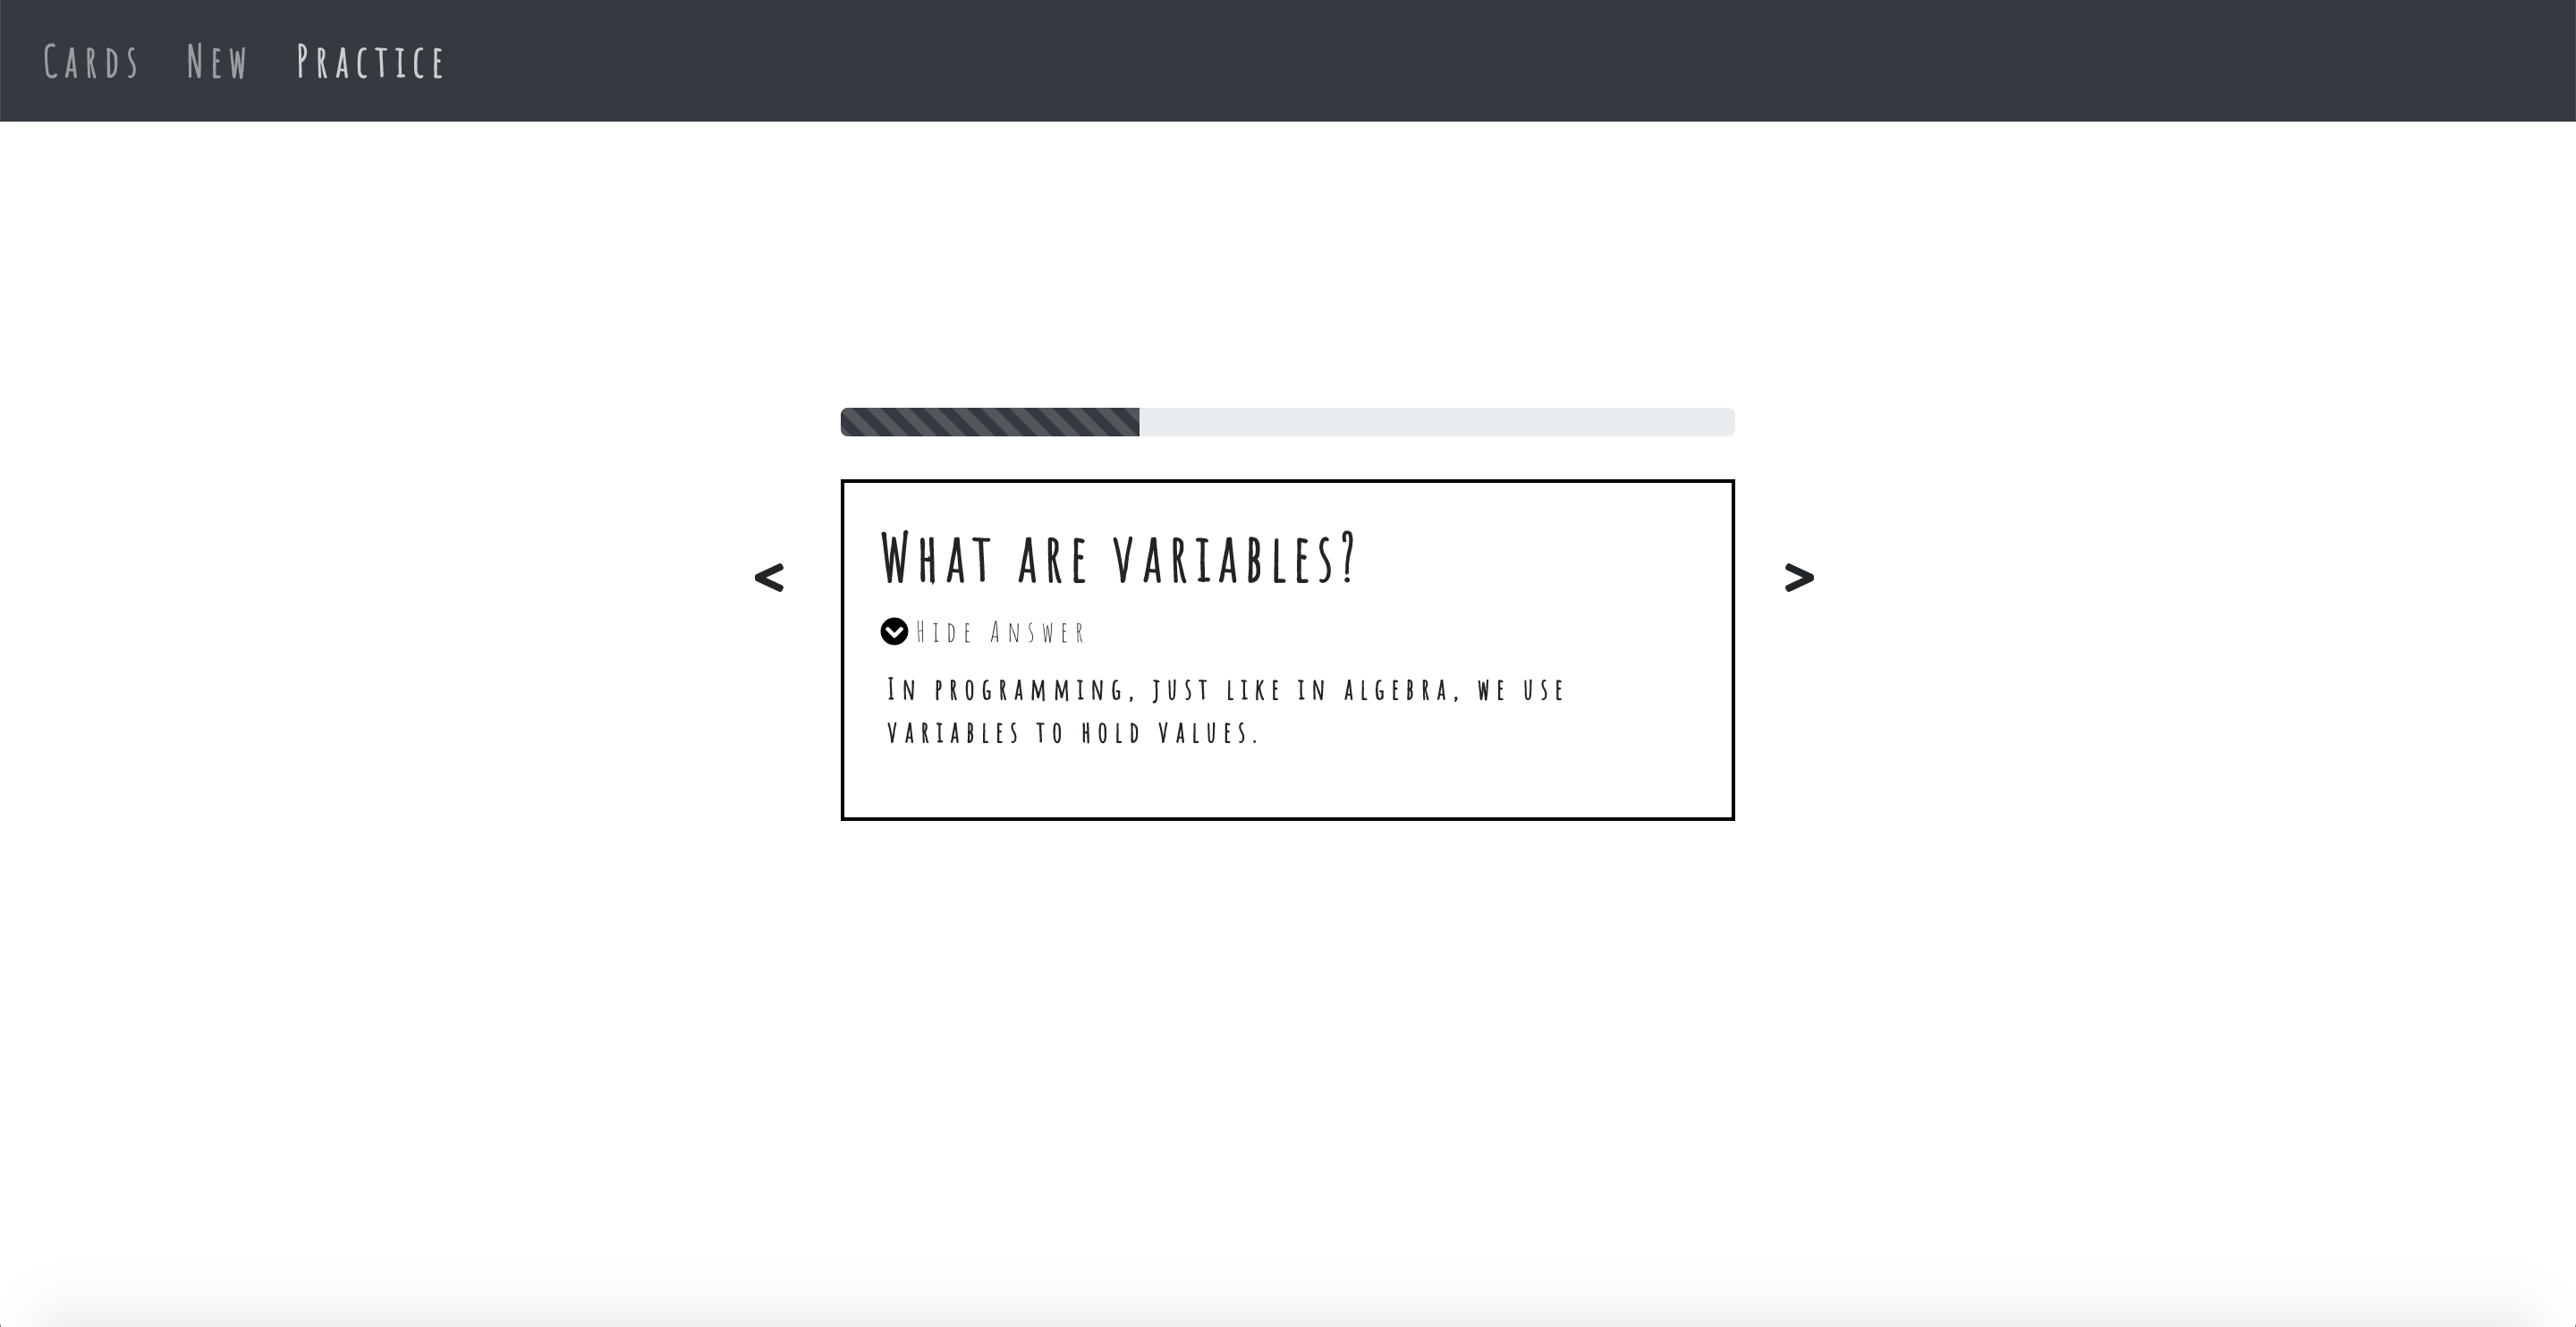 Cards New Practice
What are variables?
< >
Hide Answer
In programming, just like in algebra, we use
variables to hold values.